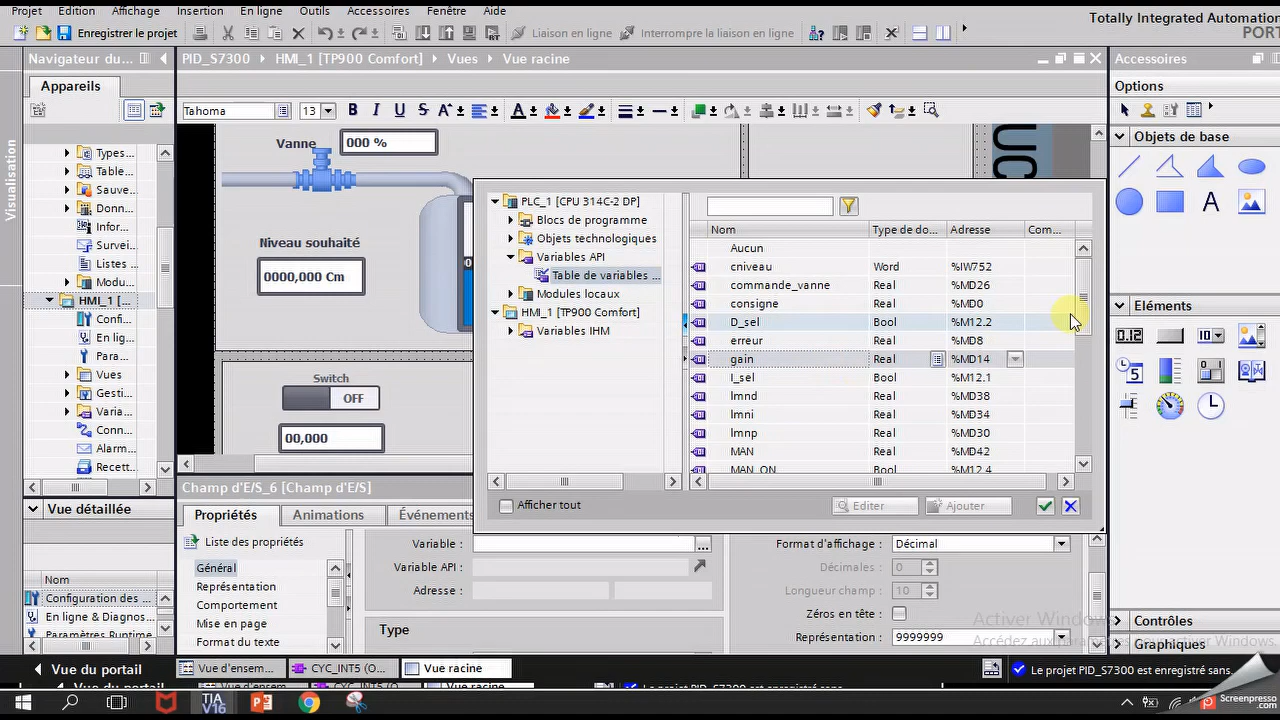 Projet Edition Affichage Insertion En ligne Outils Accessoires Fenêtre Aide
Totally Integrated Automation
PORT
Enregistrer le projet
Liaison en ligne
Interrompre la liaison en ligne
Navigateur du...
PID_S7300 HMI_1 [TP900 Comfort] Vues Vue racine
Accessoires
Appareils
Options
Tahoma
13
Visualisation
Types...
Table...
Sauve...
Donn...
Infor...
Survei...
Listes ...
Modu...
HMI_1 [...
Confi...
En lig...
Para...
Vues
Gesti...
Varia...
Conn...
Alarm...
Recett...
Vanne
000 %
Niveau souhaité
0000,000 Cm
Switch
OFF
00,000
PLC_1 [CPU 314C-2 DP]
Blocs de programme
Objets technologiques
Variables API
Table de variables ...
Modules locaux
HMI_1 [TP900 Comfort]
Variables IHM
Nom Type de do... Adresse Com...
Aucun
cniveau Word %IW752
commande_vanne Real %MD26
consigne Real %MD0
D_sel Bool %M12.2
erreur Real %MD8
gain Real %MD14
I_sel Bool %M12.1
lmnd Real %MD38
lmni Real %MD34
lmnp Real %MD30
MAN Real %MD42
MAN_ON Bool %M12.4
Afficher tout
Editer
Ajouter
Objets de base
Eléments
Contrôles
Graphiques
Champ d'E/S_6 [Champ d'E/S]
Propriétés Animations Événements
Liste des propriétés
Général
Représentation
Comportement
Mise en page
Format du texte
Variable :
Variable API :
Adresse :
Type
Format d'affichage : Décimal
Décimales : 0
Longueur champ : 10
Zéros en tête :
Représentation : 9999999
Vue détaillée
Nom
Configuration des ...
En ligne & Diagnos...
Paramètres Runtime
Activer Windows
Accédez aux paramètres pour activer Windows.
Vue du portail
Vue d'ensem...
CYC_INT5 (O...
Vue racine
Le projet PID_S7300 est enregistré sans...
TIA
V16
Screenpresso
.com